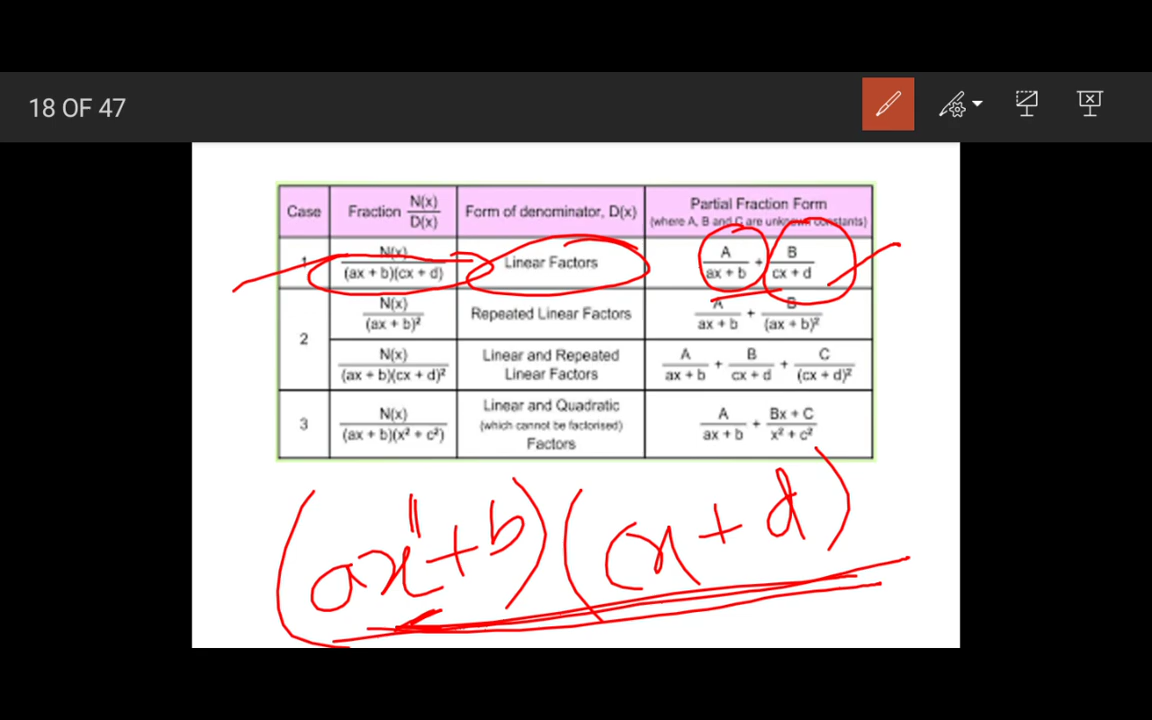 18 OF 47
Case | Fraction N(x)/D(x) | Form of denominator, D(x) | Partial Fraction Form (where A, B and C are unknown constants)
1 | N(x)/(ax + b)(cx + d) | Linear Factors | A/(ax + b) + B/(cx + d)
2 | N(x)/(ax + b)² | Repeated Linear Factors | A/(ax + b) + B/(ax + b)²
N(x)/(ax + b)(cx + d)² | Linear and Repeated Linear Factors | A/(ax + b) + B/(cx + d) + C/(cx + d)²
3 | N(x)/(ax + b)(x² + c²) | Linear and Quadratic (which cannot be factorised) Factors | A/(ax + b) + (Bx + C)/(x² + c²)
(ax + b)(cx + d)